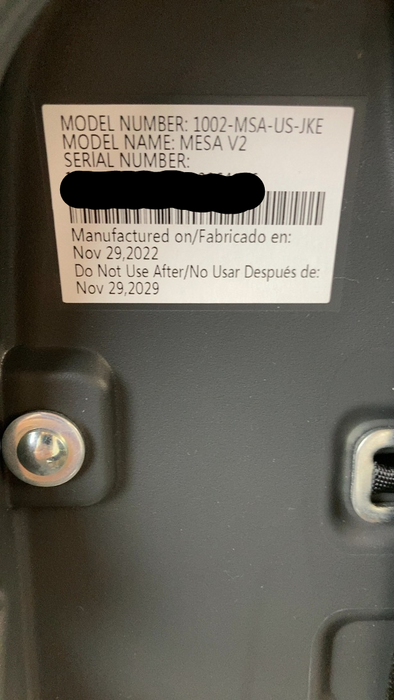 MODEL NUMBER: 1002-MSA-US-JKE
MODEL NAME: MESA V2
SERIAL NUMBER:
Manufactured on/Fabricado en:
Nov 29,2022
Do Not Use After/No Usar Después de:
Nov 29,2029